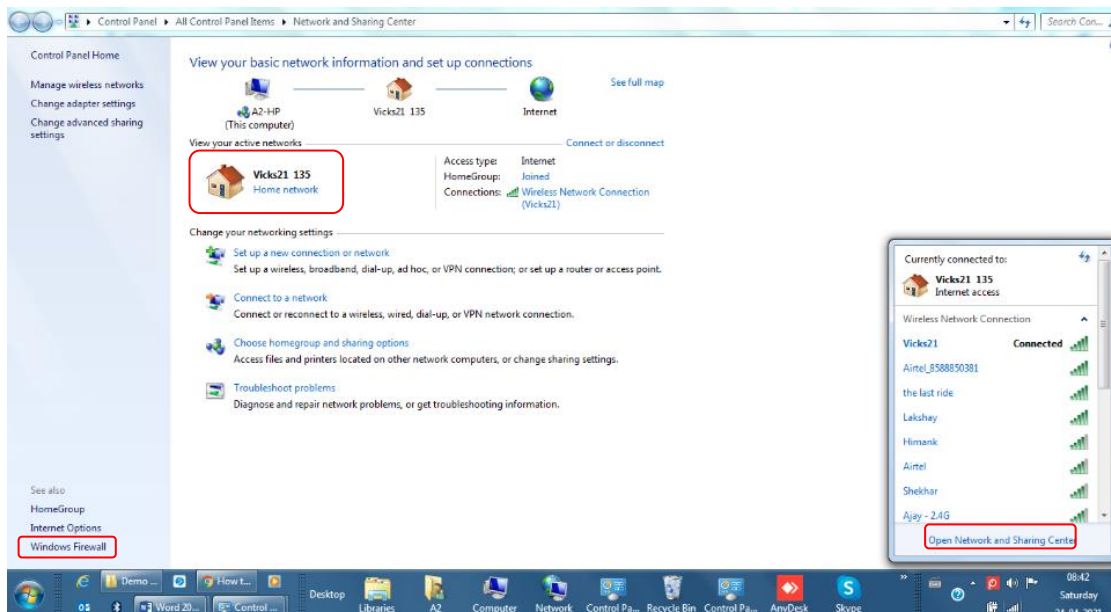 Control Panel ▸ All Control Panel Items ▸ Network and Sharing Center
Search Con...
Control Panel Home
Manage wireless networks
Change adapter settings
Change advanced sharing
settings
See also
HomeGroup
Internet Options
Windows Firewall
View your basic network information and set up connections
See full map
A2-HP
(This computer)
Vicks21 135
Internet
View your active networks
Connect or disconnect
Vicks21 135
Home network
Access type: Internet
HomeGroup: Joined
Connections: Wireless Network Connection
(Vicks21)
Change your networking settings
Set up a new connection or network
Set up a wireless, broadband, dial-up, ad hoc, or VPN connection; or set up a router or access point.
Connect to a network
Connect or reconnect to a wireless, wired, dial-up, or VPN network connection.
Choose homegroup and sharing options
Access files and printers located on other network computers, or change sharing settings.
Troubleshoot problems
Diagnose and repair network problems, or get troubleshooting information.
Currently connected to:
Vicks21 135
Internet access
Wireless Network Connection
Vicks21 Connected
Airtel_8588850381
the last ride
Lakshay
Himank
Airtel
Shekhar
Ajay - 2.4G
Open Network and Sharing Center
Demo ...
How t...
Word 20...
Control ...
Desktop
Libraries
A2
Computer
Network
Control Pa...
Recycle Bin
Control Pa...
AnyDesk
Skype
08:42
Saturday